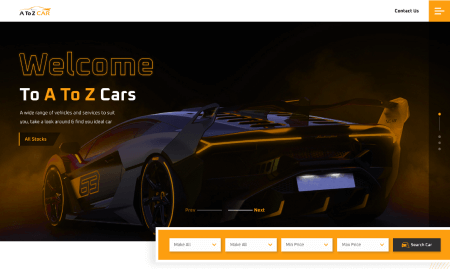 A To Z CAR
Contact Us
Welcome
To A To Z Cars
A wide range of vehicles and services to suit
you, take a look around & find you ideal car
All Stocks
63
Prev
Next
Make All
Make All
Min Price
Max Price
Search Car